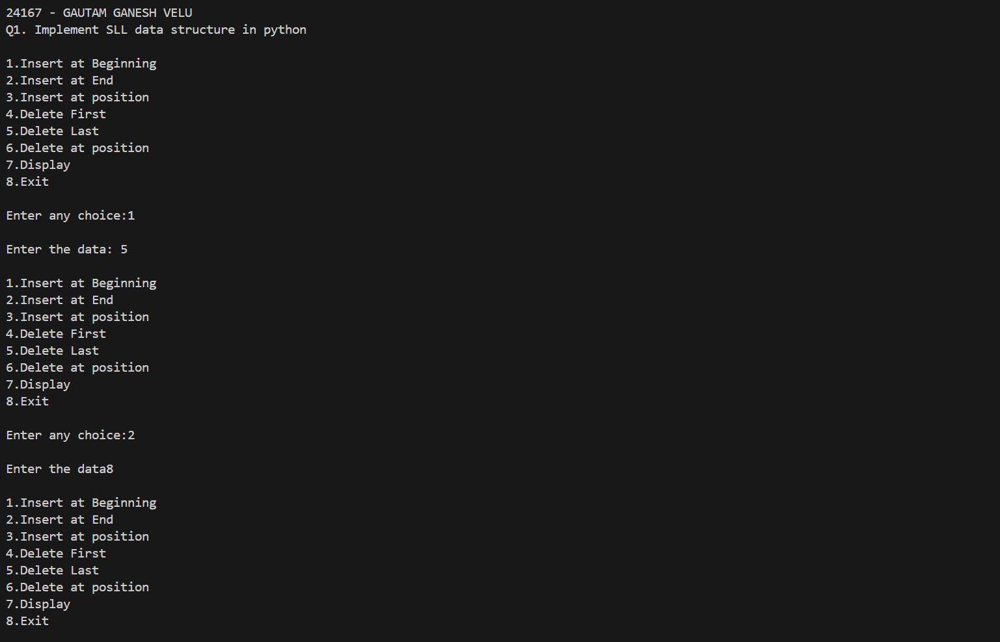 24167 - GAUTAM GANESH VELU
Q1. Implement SLL data structure in python
1.Insert at Beginning
2.Insert at End
3.Insert at position
4.Delete First
5.Delete Last
6.Delete at position
7.Display
8.Exit
Enter any choice:1
Enter the data: 5
1.Insert at Beginning
2.Insert at End
3.Insert at position
4.Delete First
5.Delete Last
6.Delete at position
7.Display
8.Exit
Enter any choice:2
Enter the data8
1.Insert at Beginning
2.Insert at End
3.Insert at position
4.Delete First
5.Delete Last
6.Delete at position
7.Display
8.Exit